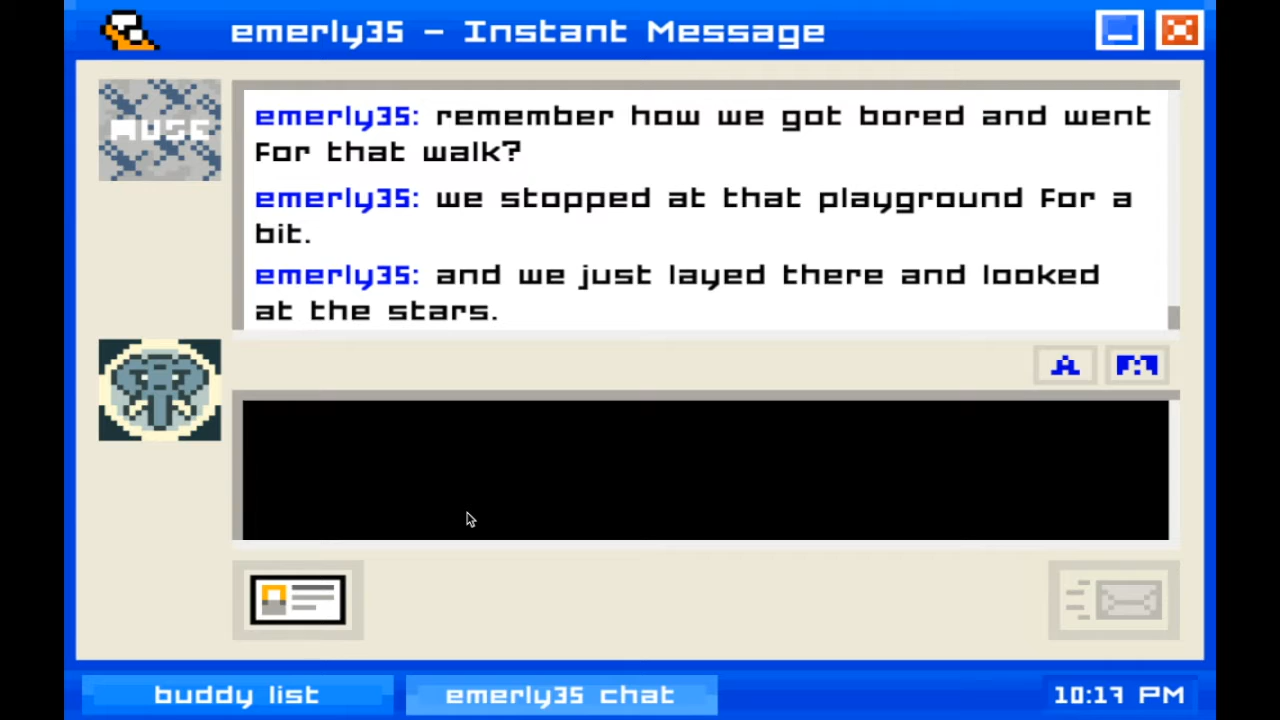 emerly35 - Instant Message
MUSE
emerly35: remember how we got bored and went
For that walk?
emerly35: we stopped at that playground For a
bit.
emerly35: and we just layed there and looked
at the stars.
A
buddy list
emerly35 chat
10:17 PM